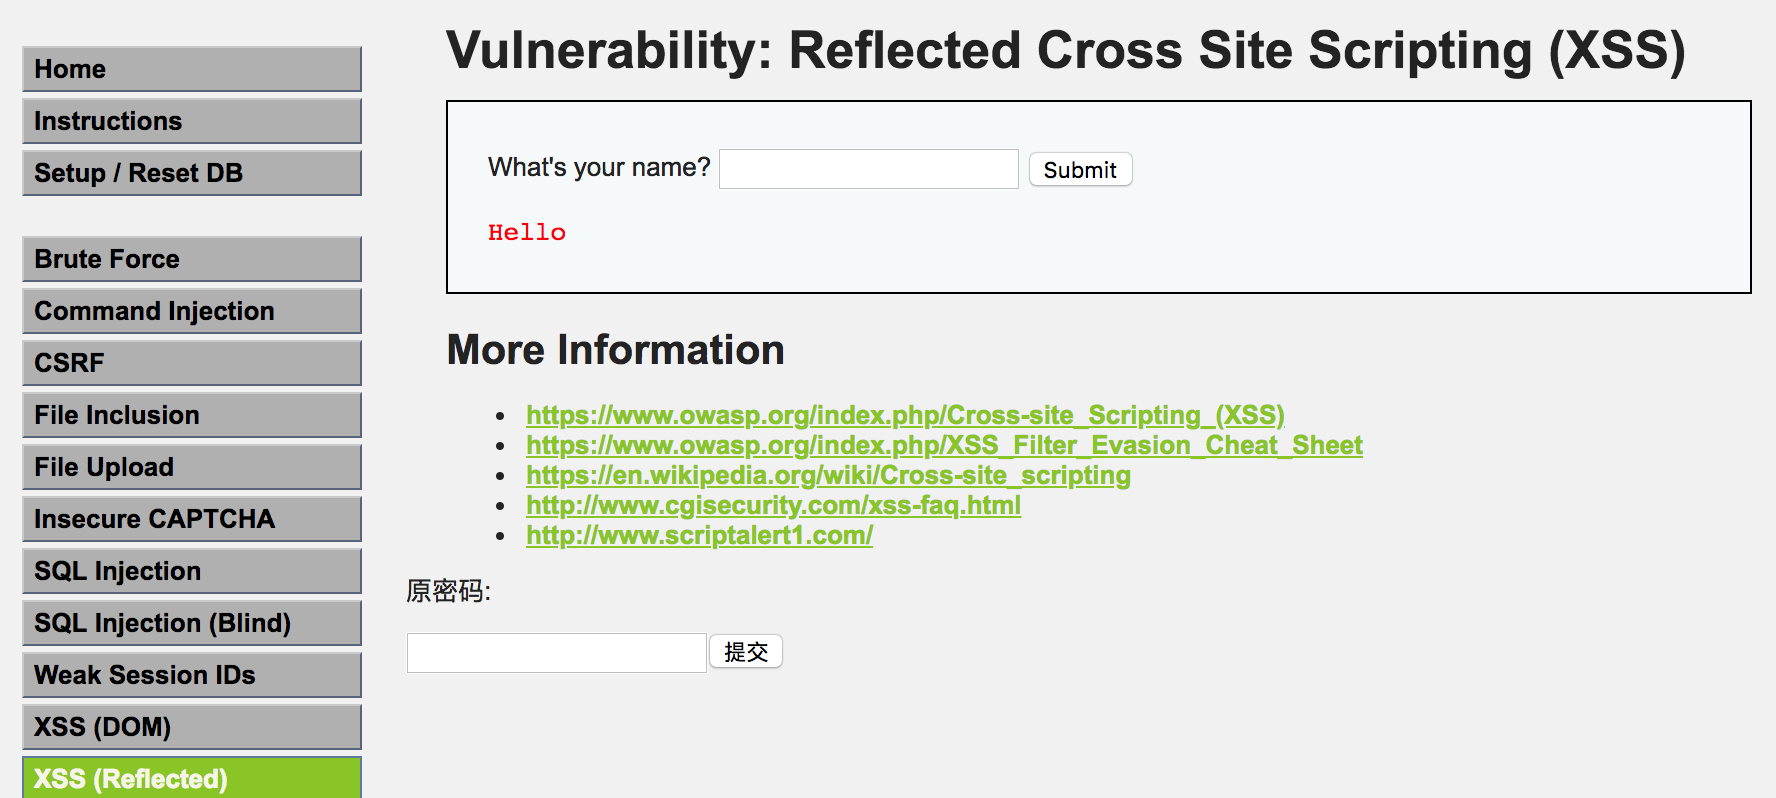 Home
Instructions
Setup / Reset DB
Brute Force
Command Injection
CSRF
File Inclusion
File Upload
Insecure CAPTCHA
SQL Injection
SQL Injection (Blind)
Weak Session IDs
XSS (DOM)
XSS (Reflected)
Vulnerability: Reflected Cross Site Scripting (XSS)
What's your name? Submit
Hello
More Information
https://www.owasp.org/index.php/Cross-site_Scripting_(XSS)
https://www.owasp.org/index.php/XSS_Filter_Evasion_Cheat_Sheet
https://en.wikipedia.org/wiki/Cross-site_scripting
http://www.cgisecurity.com/xss-faq.html
http://www.scriptalert1.com/
原密码:
提交